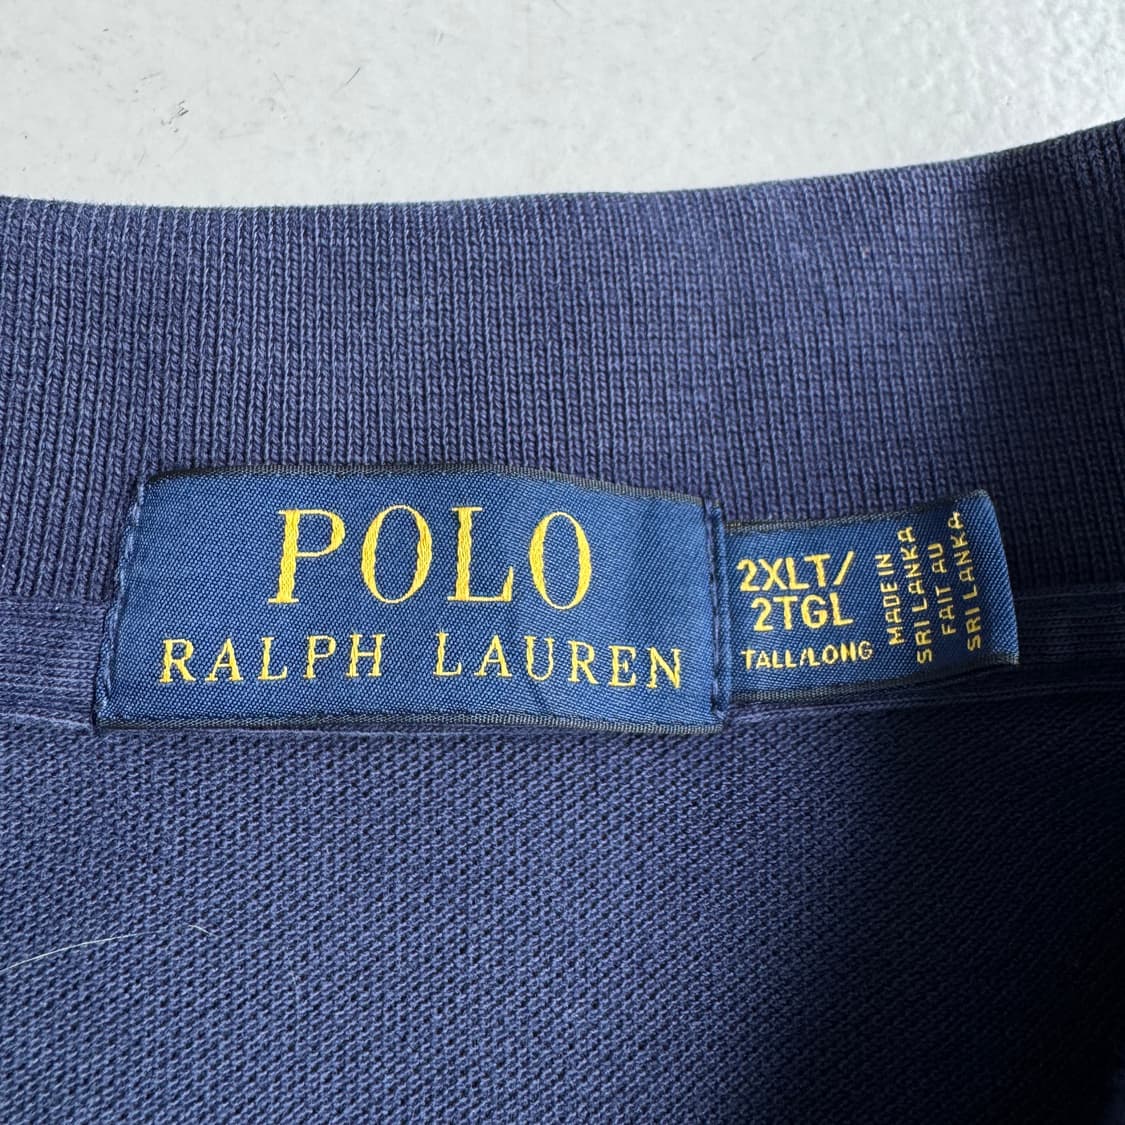 POLO
RALPH LAUREN
2XLT/
2TGL
TALL/LONG
MADE IN
SRI LANKA
FAIT AU
SRI LANKA